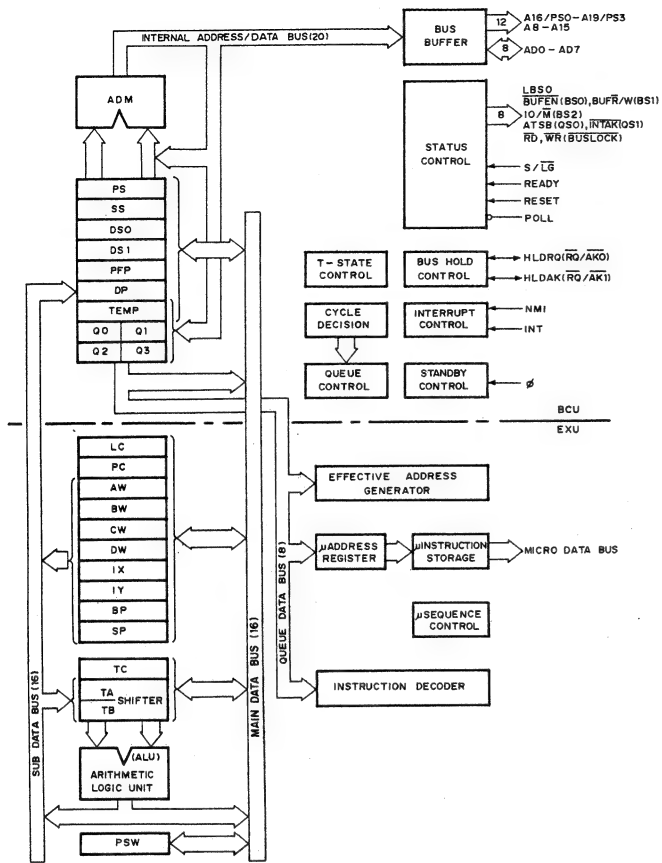 INTERNAL ADDRESS/DATA BUS(20)
BUS
BUFFER
12
A16/PS0-A19/PS3
A8-A15
8
AD0-AD7
ADM
LBSO
BUFEN(BSO),BUFR/W(BS1)
IO/M(BS2)
8
ATSB(QSO),INTAK(QS1)
RD,WR(BUSLOCK)
STATUS
CONTROL
S/LG
READY
RESET
POLL
PS
SS
DS0
DS1
PFP
DP
TEMP
Q0 Q1
Q2 Q3
T-STATE
CONTROL
BUS HOLD
CONTROL
HLDRQ(RQ/AK0)
HLDAK(RQ/AK1)
CYCLE
DECISION
INTERRUPT
CONTROL
NMI
INT
QUEUE
CONTROL
STANDBY
CONTROL
ø
BCU
EXU
LC
PC
AW
BW
CW
DW
IX
IY
BP
SP
EFFECTIVE ADDRESS
GENERATOR
μADDRESS
REGISTER
μINSTRUCTION
STORAGE
MICRO DATA BUS
μSEQUENCE
CONTROL
INSTRUCTION DECODER
TC
TA
TB
SHIFTER
SUB DATA BUS(16)
MAIN DATA BUS(16)
QUEUE DATA BUS(8)
(ALU)
ARITHMETIC
LOGIC UNIT
PSW